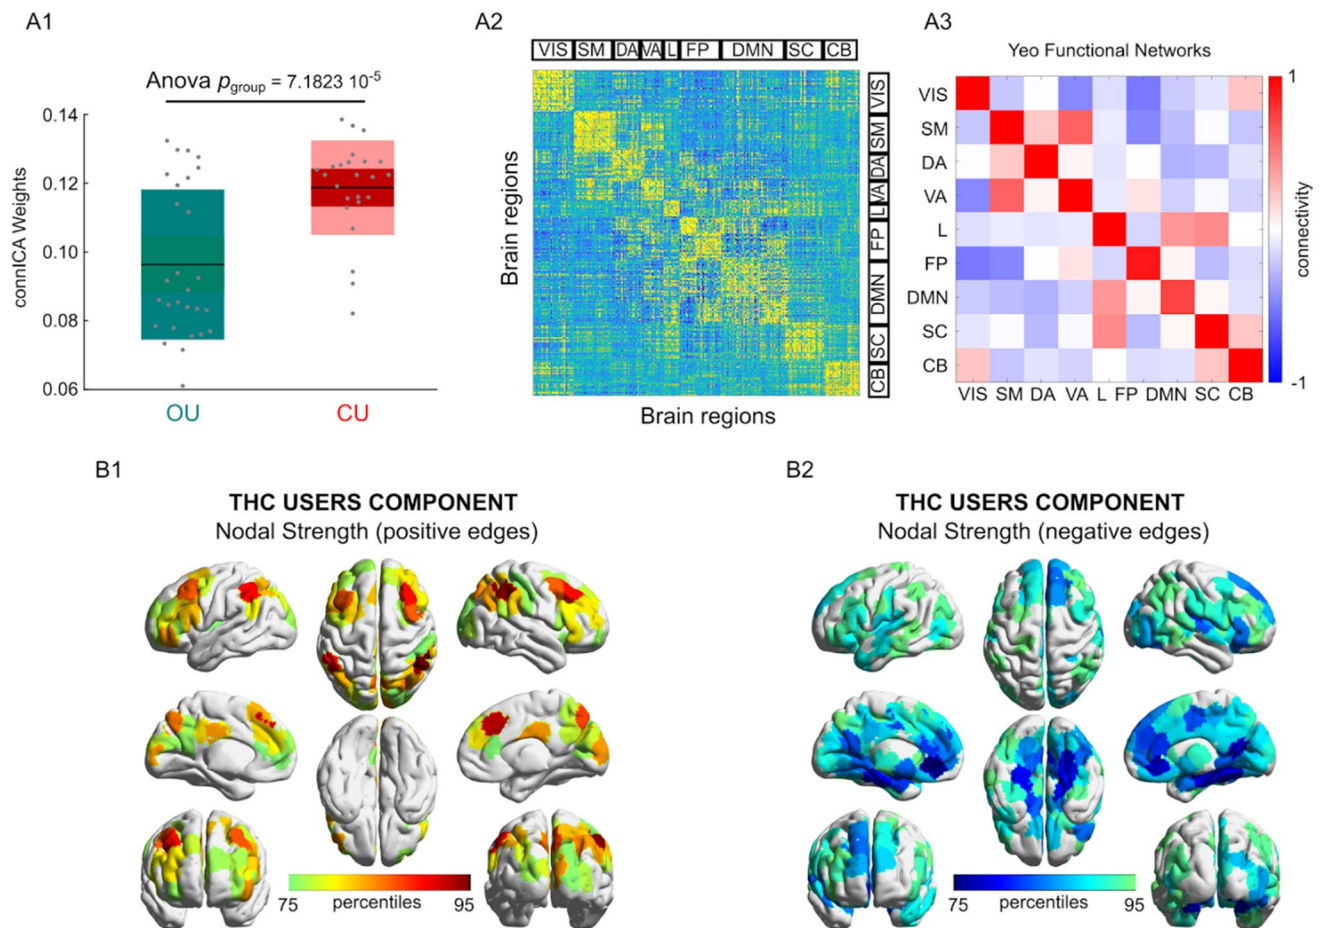 A1
Anova pgroup = 7.1823 10-5
0.14
0.12
0.10
0.08
0.06
connICA Weights
OU
CU
A2
VIS SM DA VA L FP DMN SC CB
Brain regions
VIS
SM
DA
VA
L
FP
DMN
SC
CB
Brain regions
A3
Yeo Functional Networks
VIS
SM
DA
VA
L
FP
DMN
SC
CB
VIS SM DA VA L FP DMN SC CB
1
connectivity
-1
B1
THC USERS COMPONENT
Nodal Strength (positive edges)
75 percentiles 95
B2
THC USERS COMPONENT
Nodal Strength (negative edges)
75 percentiles 95